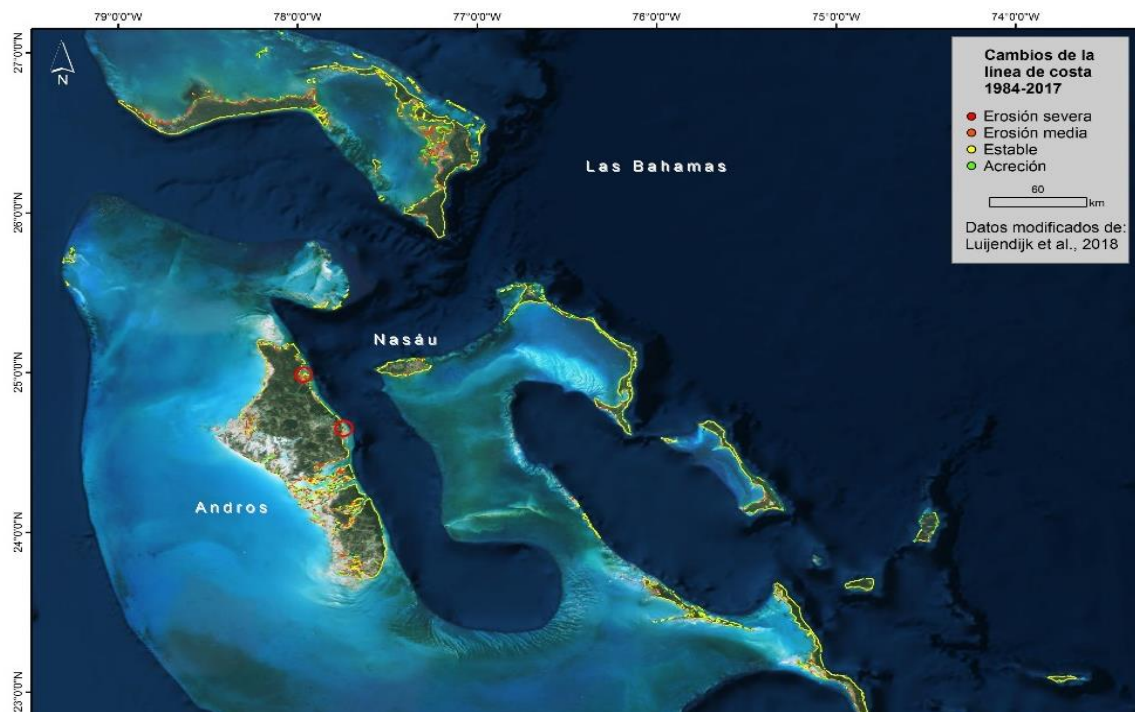 79°0'0"W 78°0'0"W 77°0'0"W 76°0'0"W 75°0'0"W 74°0'0"W
27°0'0"N
26°0'0"N
25°0'0"N
24°0'0"N
23°0'0"N
N
Cambios de la
línea de costa
1984-2017
Erosión severa
Erosión media
Estable
Acreción
60
km
Datos modificados de:
Luijendijk et al., 2018
Las Bahamas
Nasáu
Andros